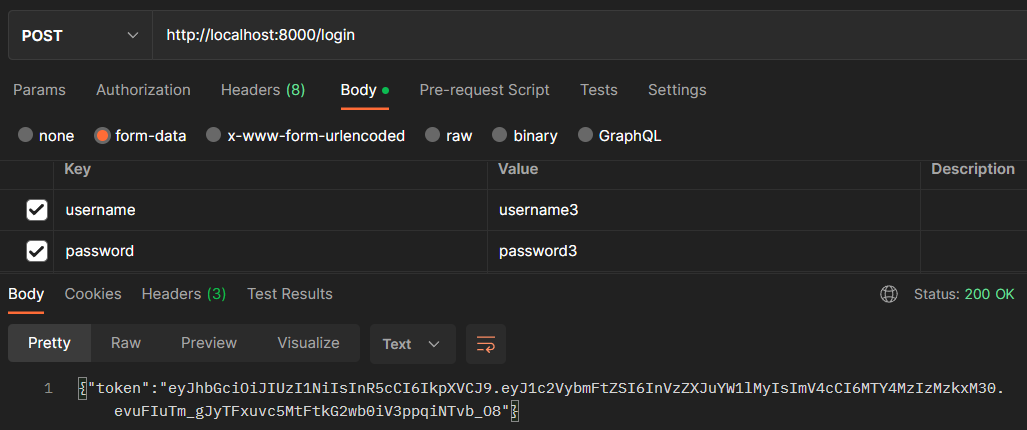 POST http://localhost:8000/login
Params Authorization Headers (8) Body Pre-request Script Tests Settings
none form-data x-www-form-urlencoded raw binary GraphQL
Key Value Description
username username3
password password3
Body Cookies Headers (3) Test Results Status: 200 OK
Pretty Raw Preview Visualize Text
1 {"token":"eyJhbGciOiJIUzI1NiIsInR5cCI6IkpXVCJ9.eyJ1c2VybmFtZSI6InVzZXJuYW1lMyIsImV4cCI6MTY4MzIzMzkxM30.
evuFIuTm_gJyTFxuvc5MtFtkG2wb0iV3ppqiNTvb_O8"}